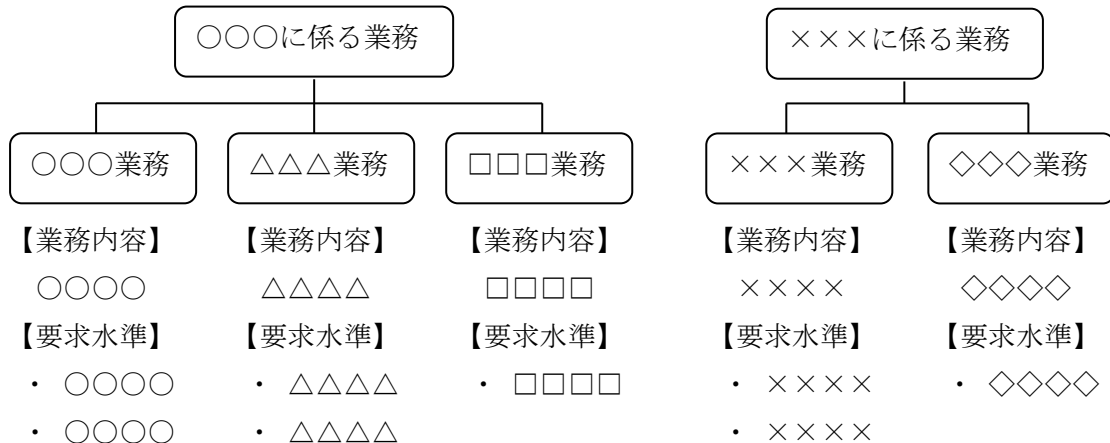 ○○○に係る業務 ×××に係る業務
○○○業務 △△△業務 □□□業務 ×××業務 ◇◇◇業務
【業務内容】 【業務内容】 【業務内容】 【業務内容】 【業務内容】
○○○○ △△△△ □□□□ ×××× ◇◇◇◇
【要求水準】 【要求水準】 【要求水準】 【要求水準】 【要求水準】
・ ○○○○ ・ △△△△ ・ □□□□ ・ ×××× ・ ◇◇◇◇
・ ○○○○ ・ △△△△ ・ ××××